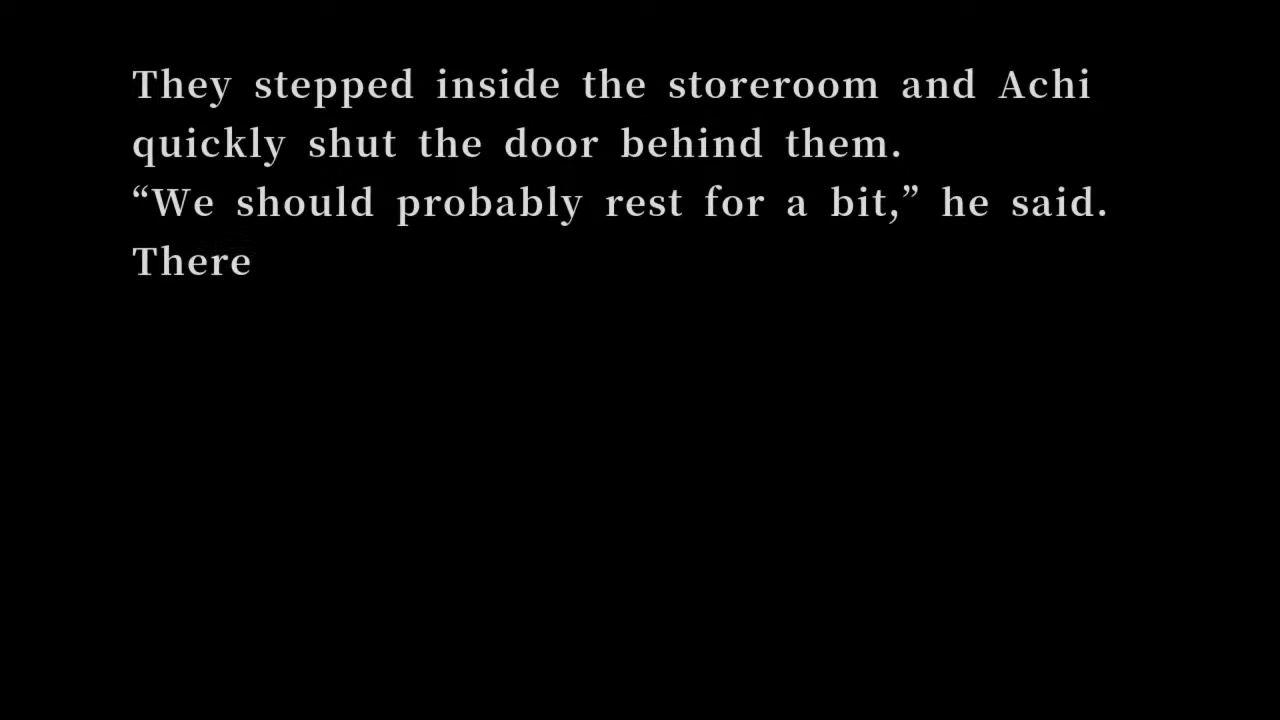 They stepped inside the storeroom and Achi
quickly shut the door behind them.
“We should probably rest for a bit,” he said.
There